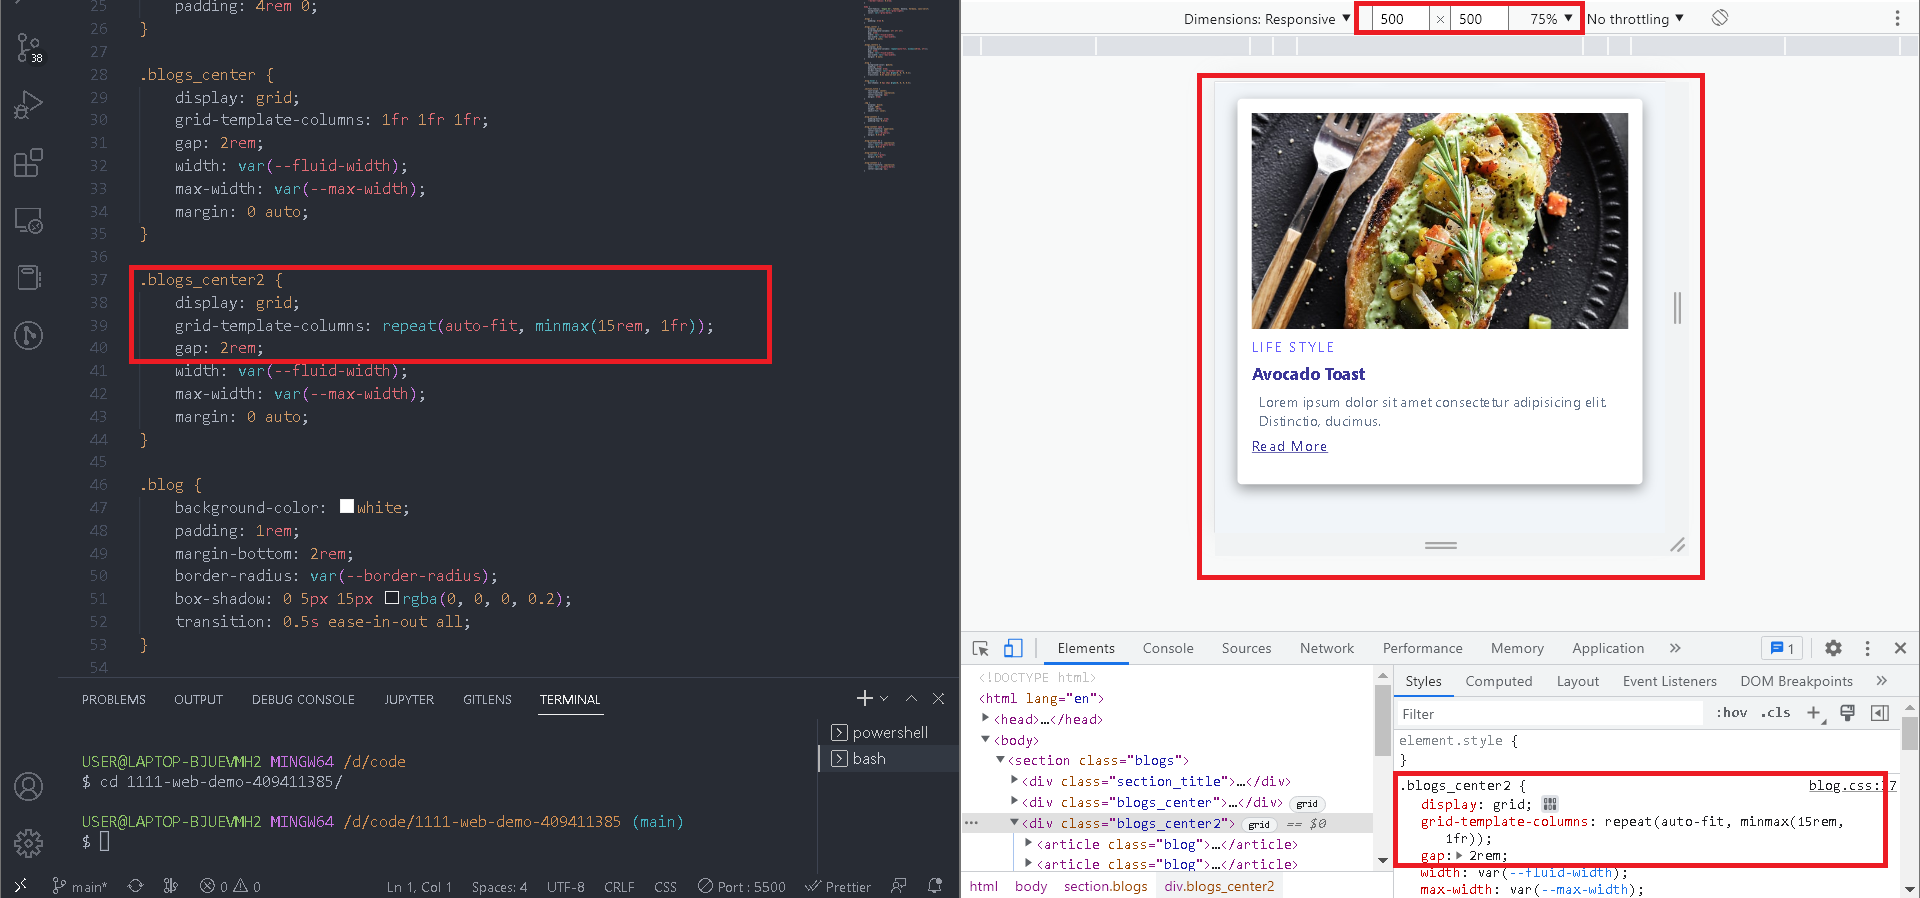 25 padding: 4rem 0;
26 }
27
28 .blogs_center {
29 display: grid;
30 grid-template-columns: 1fr 1fr 1fr;
31 gap: 2rem;
32 width: var(--fluid-width);
33 max-width: var(--max-width);
34 margin: 0 auto;
35 }
36
37 .blogs_center2 {
38 display: grid;
39 grid-template-columns: repeat(auto-fit, minmax(15rem, 1fr));
40 gap: 2rem;
41 width: var(--fluid-width);
42 max-width: var(--max-width);
43 margin: 0 auto;
44 }
45
46 .blog {
47 background-color: white;
48 padding: 1rem;
49 margin-bottom: 2rem;
50 border-radius: var(--border-radius);
51 box-shadow: 0 5px 15px rgba(0, 0, 0, 0.2);
52 transition: 0.5s ease-in-out all;
53 }
54
38
PROBLEMS OUTPUT DEBUG CONSOLE JUPYTER GITLENS TERMINAL
powershell
bash
USER@LAPTOP-BJUEVMH2 MINGW64 /d/code
$ cd 1111-web-demo-409411385/
USER@LAPTOP-BJUEVMH2 MINGW64 /d/code/1111-web-demo-409411385 (main)
$
main* 0 0 Ln 1, Col 1 Spaces: 4 UTF-8 CRLF CSS Port : 5500 Prettier
Dimensions: Responsive 500 × 500 75% No throttling
LIFE STYLE
Avocado Toast
Lorem ipsum dolor sit amet consectetur adipisicing elit.
Distinctio, ducimus.
Read More
Elements Console Sources Network Performance Memory Application 1
<!DOCTYPE html>
<html lang="en">
<head>…</head>
<body>
<section class="blogs">
<div class="section_title">…</div>
<div class="blogs_center">…</div> grid
<div class="blogs_center2"> grid == $0
<article class="blog">…</article>
<article class="blog">…</article>
html body section.blogs div.blogs_center2
Styles Computed Layout Event Listeners DOM Breakpoints
Filter :hov .cls
element.style {
}
.blogs_center2 { blog.css:37
display: grid;
grid-template-columns: repeat(auto-fit, minmax(15rem,
1fr));
gap: 2rem;
width: var(--fluid-width);
max-width: var(--max-width);